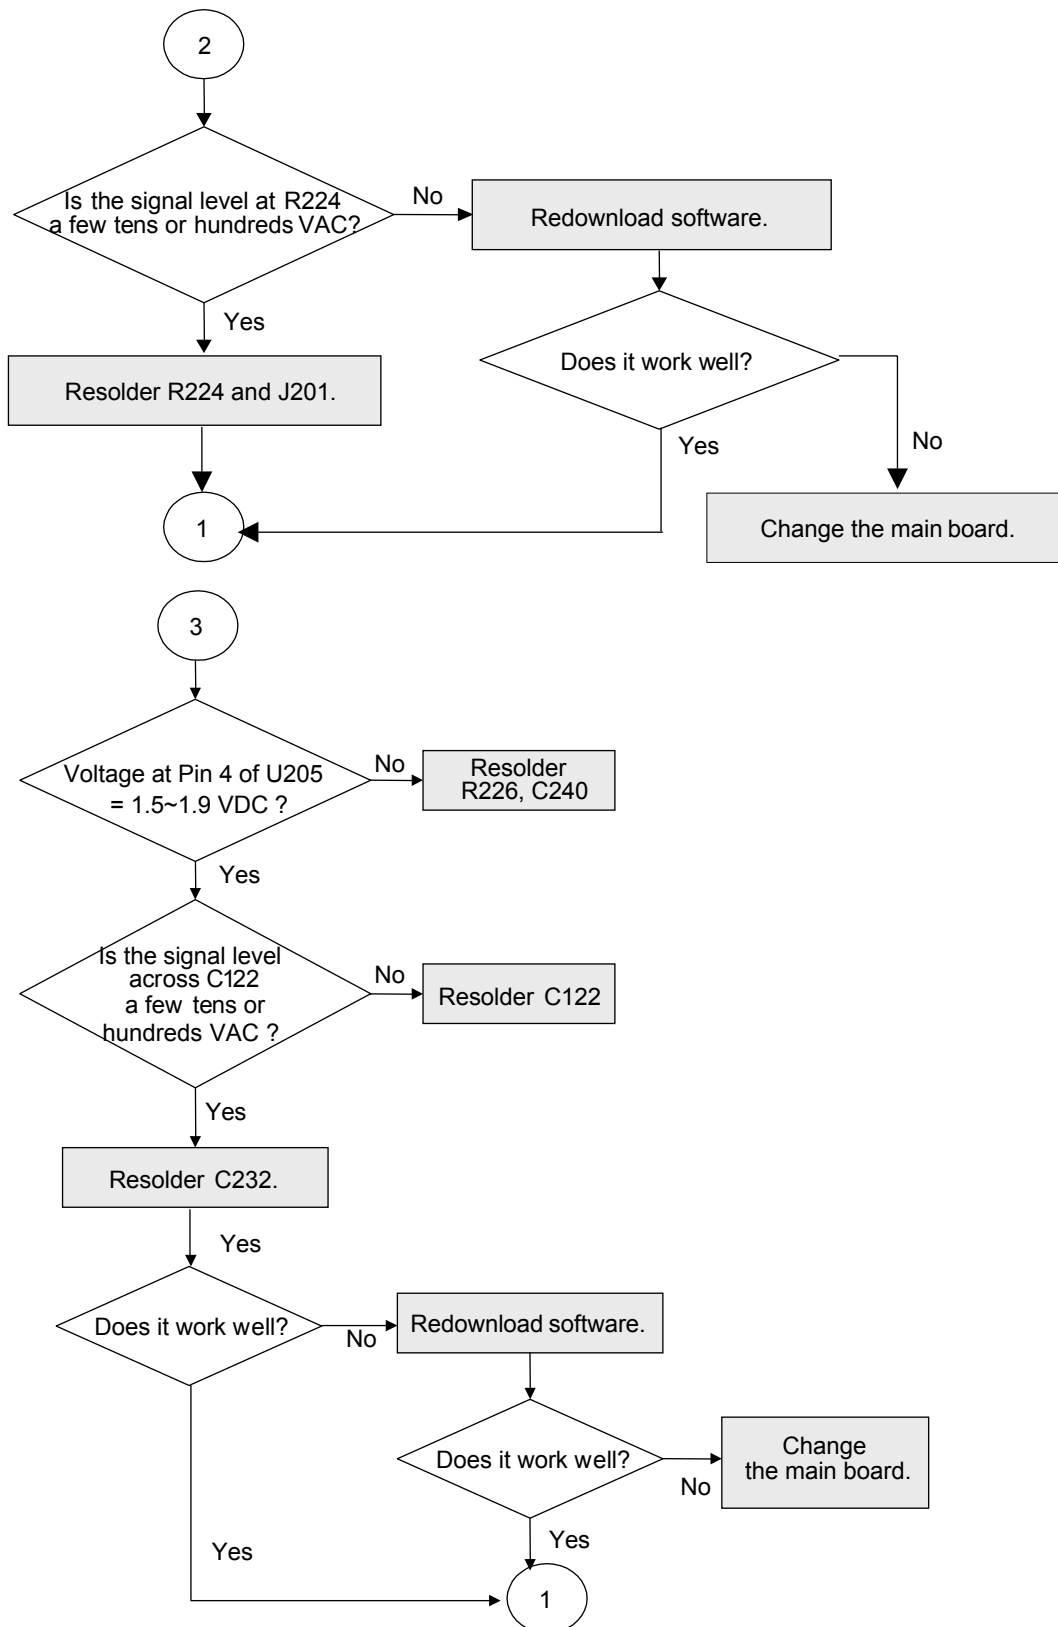 2
Is the signal level at R224
a few tens or hundreds VAC?
No
Redownload software.
Yes
Does it work well?
Resolder R224 and J201.
Yes
No
1
Change the main board.
3
Voltage at Pin 4 of U205
= 1.5~1.9 VDC ?
No
Resolder
R226, C240
Yes
Is the signal level
across C122
a few tens or
hundreds VAC ?
No
Resolder C122
Yes
Resolder C232.
Yes
Does it work well?
No
Redownload software.
Does it work well?
No
Change
the main board.
Yes
Yes
1